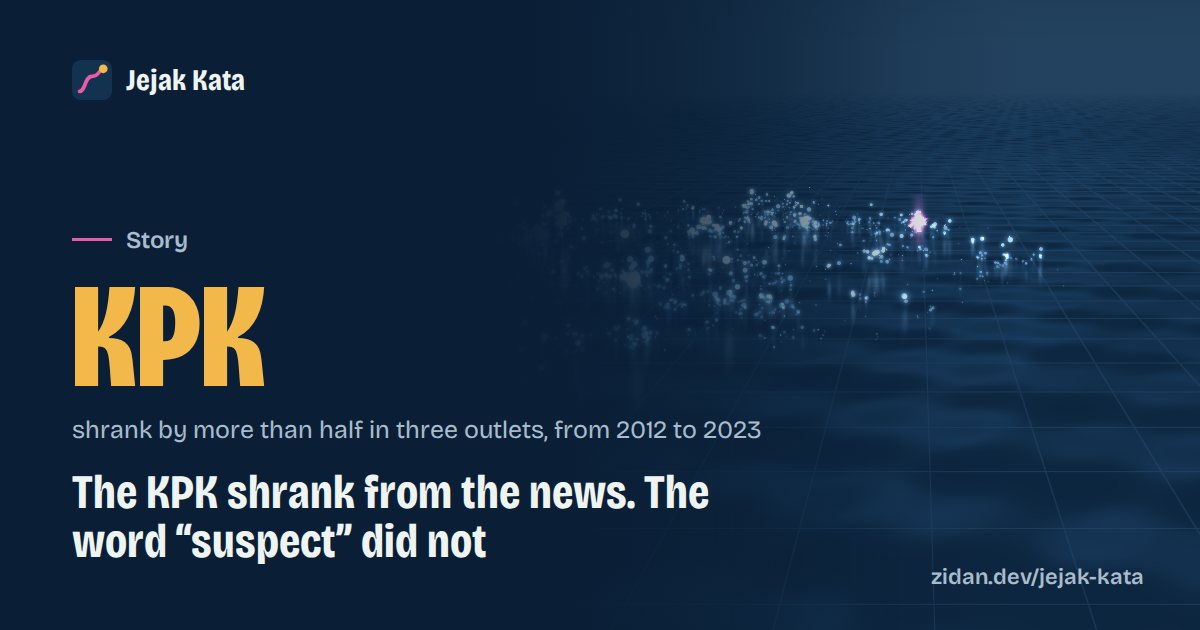 Jejak Kata
Story
KPK
shrank by more than half in three outlets, from 2012 to 2023
The KPK shrank from the news. The
word “suspect” did not
zidan.dev/jejak-kata